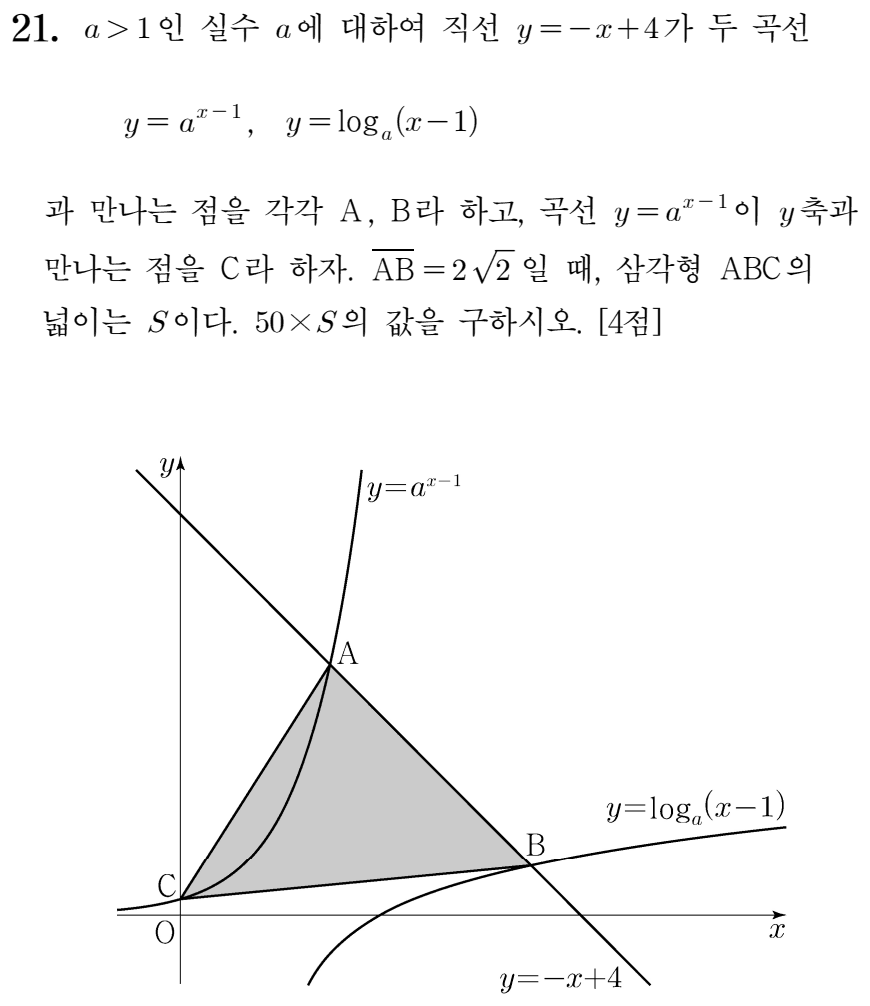 21. a>1인 실수 a에 대하여 직선 y=-x+4가 두 곡선
y=a^{x-1}, y=log_a(x-1)
과 만나는 점을 각각 A, B라 하고, 곡선 y=a^{x-1}이 y축과
만나는 점을 C라 하자. \overline{AB}=2√2일 때, 삼각형 ABC의
넓이는 S이다. 50×S의 값을 구하시오. [4점]
y
y=a^{x-1}
A
y=log_a(x-1)
B
C
O
x
y=-x+4